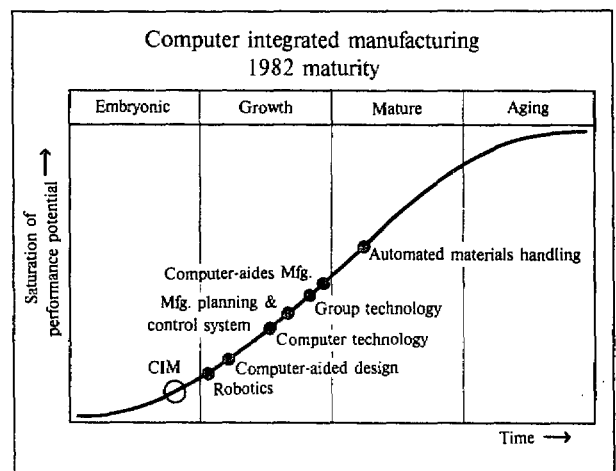 Computer integrated manufacturing
1982 maturity
Embryonic
Growth
Mature
Aging
Saturation of
performance potential
Automated materials handling
Computer-aides Mfg.
Group technology
Mfg. planning &
control system
Computer technology
CIM
Computer-aided design
Robotics
Time